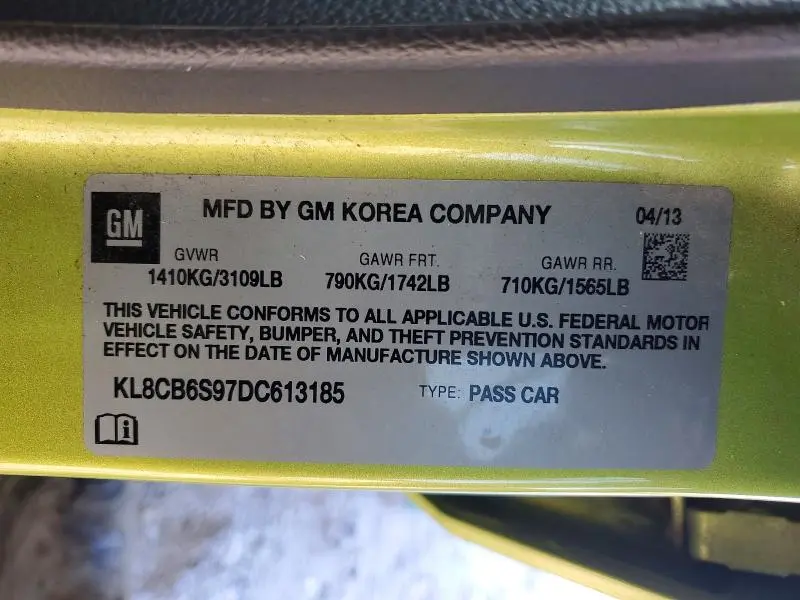 GM
MFD BY GM KOREA COMPANY 04/13
GVWR GAWR FRT. GAWR RR.
1410KG/3109LB 790KG/1742LB 710KG/1565LB
THIS VEHICLE CONFORMS TO ALL APPLICABLE U.S. FEDERAL MOTOR
VEHICLE SAFETY, BUMPER, AND THEFT PREVENTION STANDARDS IN
EFFECT ON THE DATE OF MANUFACTURE SHOWN ABOVE.
KL8CB6S97DC613185 TYPE: PASS CAR
i